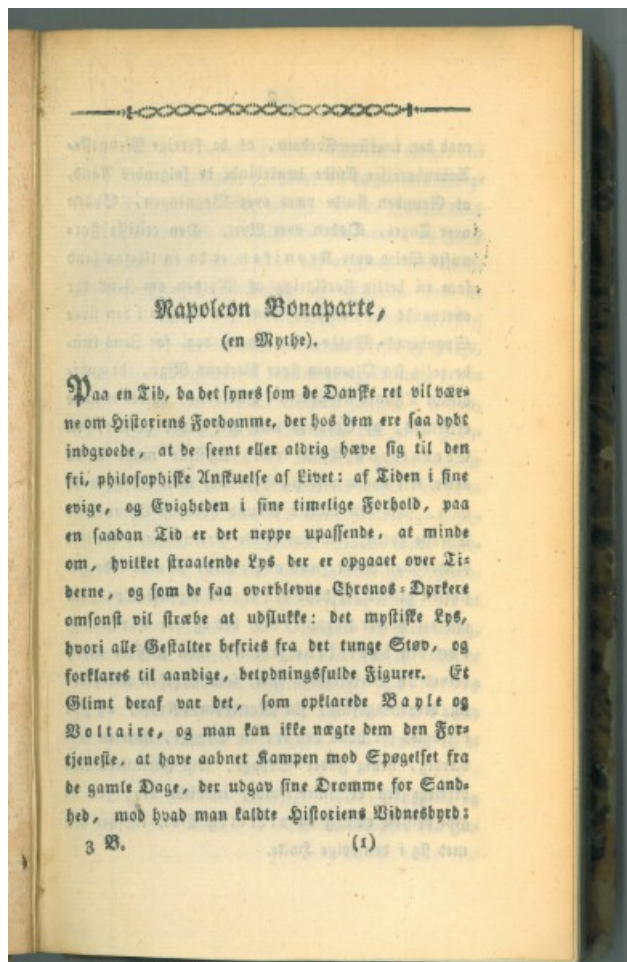 Napoleon Bonaparte,
(en Mythe).
Paa en Tid, da det synes som de Danske ret vil vær-
ne om Historiens Fordomme, der hos dem ere saa dybt
indgroede, at de seent eller aldrig hæve sig til den
fri, philosophiske Anskuelse af Livet: af Tiden i sine
evige, og Evigheden i sine timelige Forhold, paa
en saadan Tid er det neppe upassende, at minde
om, hvilket straalende Lys der er opgaaet over Ti-
derne, og som de faa overblevne Chronos-Dyrkere
omsonst vil stræbe at udslukke: det mystiske Lys,
hvori alle Gestalter befries fra det tunge Støv, og
forklares til aandige, betydningsfulde Figurer. Et
Glimt deraf var det, som opklarede Bayle og
Voltaire, og man kan ikke nægte dem den For-
tjeneste, at have aabnet Kampen mod Spøgelset fra
de gamle Dage, der udgav sine Drømme for Sand-
hed, mod hvad man kaldte Historiens Vidnesbyrd:
3 B. (1)